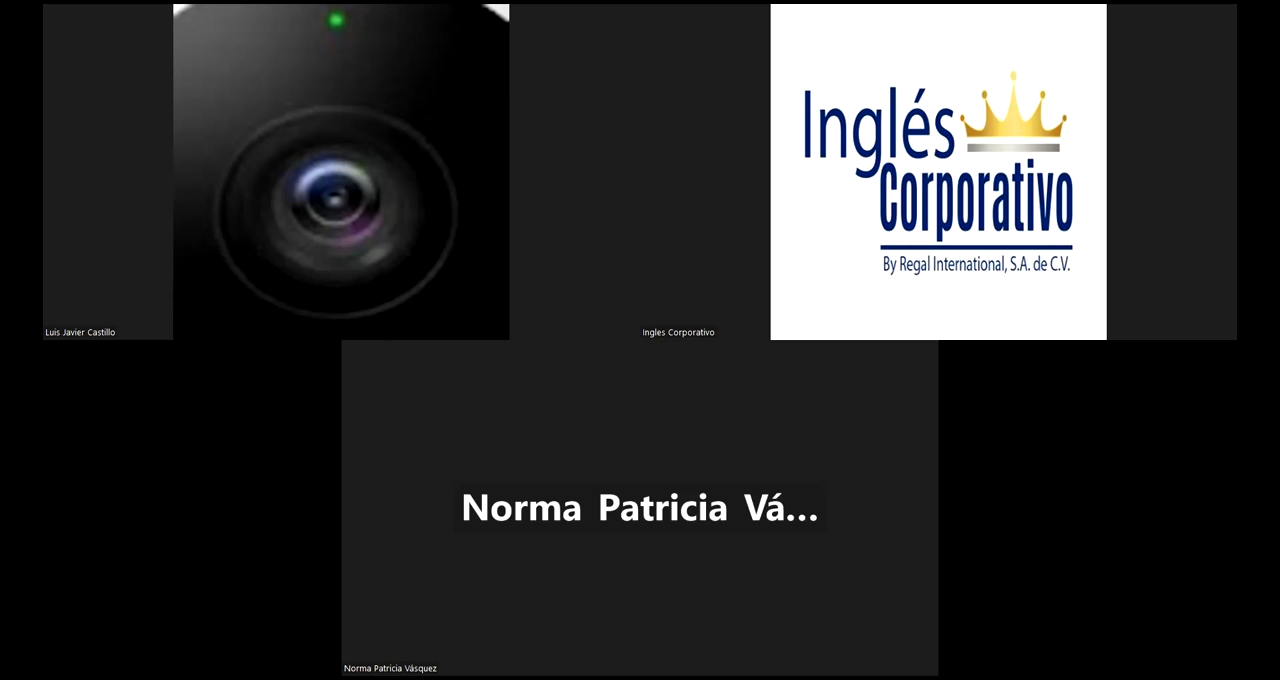 Inglés
Corporativo
By Regal International, S.A. de C.V.
Luis Javier Castillo
Ingles Corporativo
Norma Patricia Vá...
Norma Patricia Vásquez